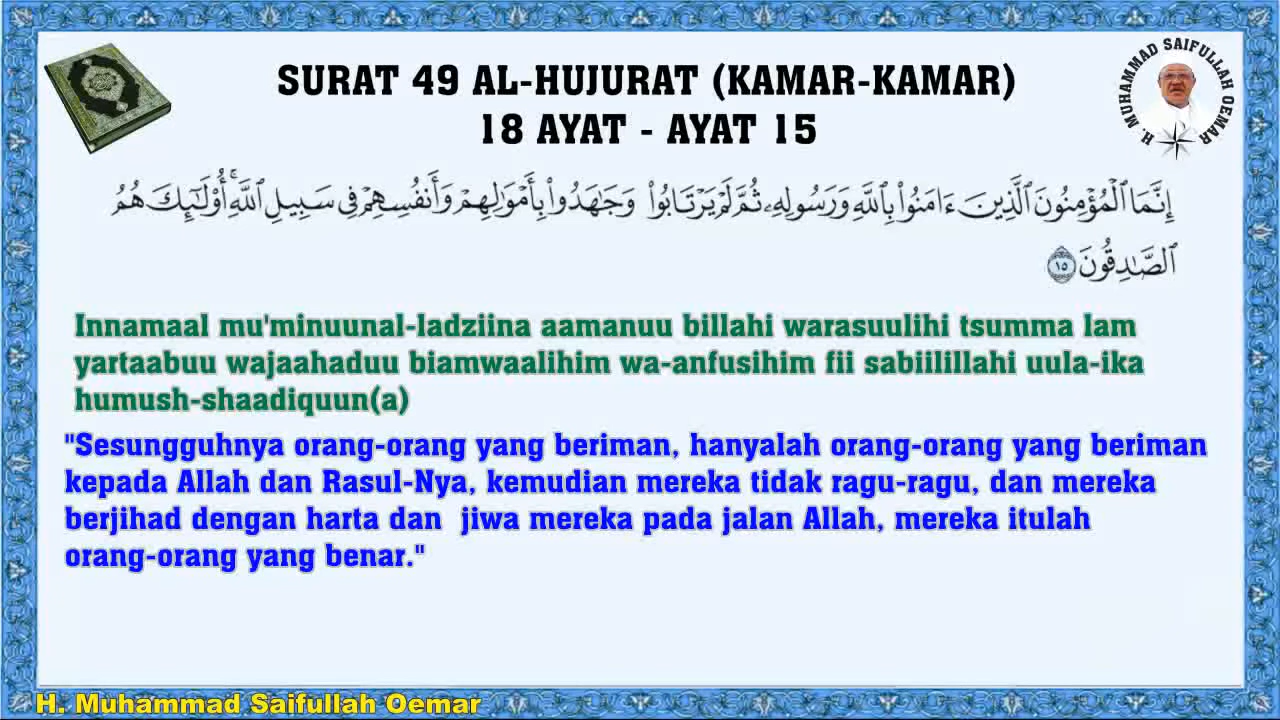 SURAT 49 AL-HUJURAT (KAMAR-KAMAR)
18 AYAT - AYAT 15
H. MUHAMMAD SAIFULLAH OEMAR
إِنَّمَا ٱلْمُؤْمِنُونَ ٱلَّذِينَ ءَامَنُوا۟ بِٱللَّهِ وَرَسُولِهِۦ ثُمَّ لَمْ يَرْتَابُوا۟ وَجَٰهَدُوا۟ بِأَمْوَٰلِهِمْ وَأَنفُسِهِمْ فِى سَبِيلِ ٱللَّهِ ۚ أُو۟لَٰٓئِكَ هُمُ
ٱلصَّٰدِقُونَ ١٥
Innamaal mu'minuunal-ladziina aamanuu billahi warasuulihi tsumma lam
yartaabuu wajaahaduu biamwaalihim wa-anfusihim fii sabiilillahi uula-ika
humush-shaadiquun(a)
"Sesungguhnya orang-orang yang beriman, hanyalah orang-orang yang beriman
kepada Allah dan Rasul-Nya, kemudian mereka tidak ragu-ragu, dan mereka
berjihad dengan harta dan  jiwa mereka pada jalan Allah, mereka itulah
orang-orang yang benar."
H. Muhammad Saifullah Oemar